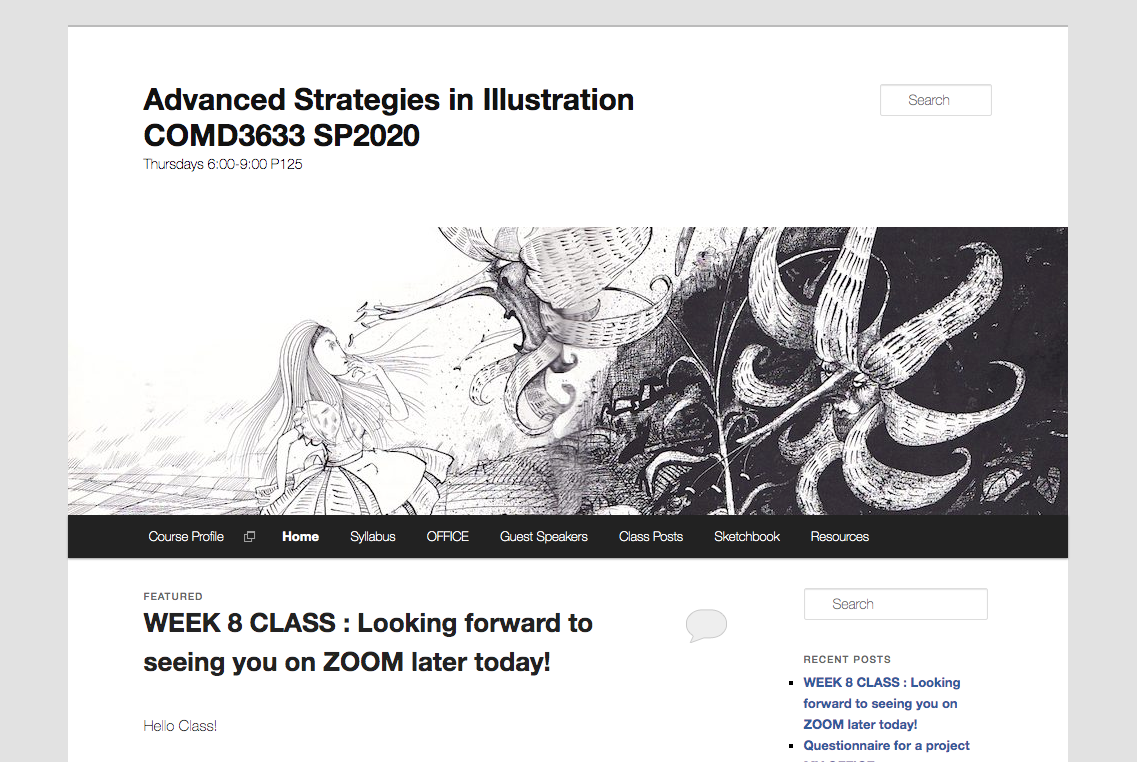 Advanced Strategies in Illustration
COMD3633 SP2020
Thursdays 6:00-9:00 P125
Search
Course Profile
Home
Syllabus
OFFICE
Guest Speakers
Class Posts
Sketchbook
Resources
FEATURED
WEEK 8 CLASS : Looking forward to
seeing you on ZOOM later today!
Hello Class!
Search
RECENT POSTS
WEEK 8 CLASS : Looking
forward to seeing you on
ZOOM later today!
Questionnaire for a project